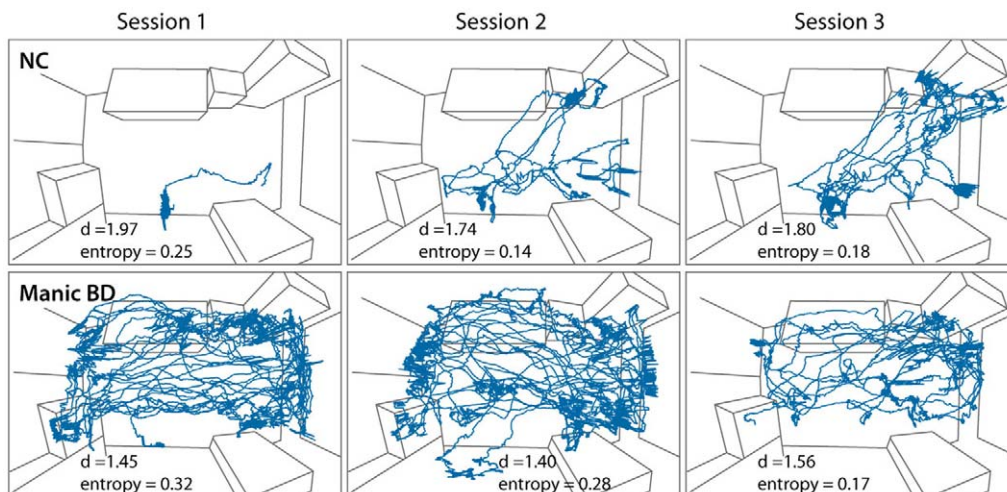 Session 1
Session 2
Session 3
NC
d =1.97
entropy = 0.25
d =1.74
entropy = 0.14
d =1.80
entropy = 0.18
Manic BD
d =1.45
entropy = 0.32
d =1.40
entropy = 0.28
d =1.56
entropy = 0.17